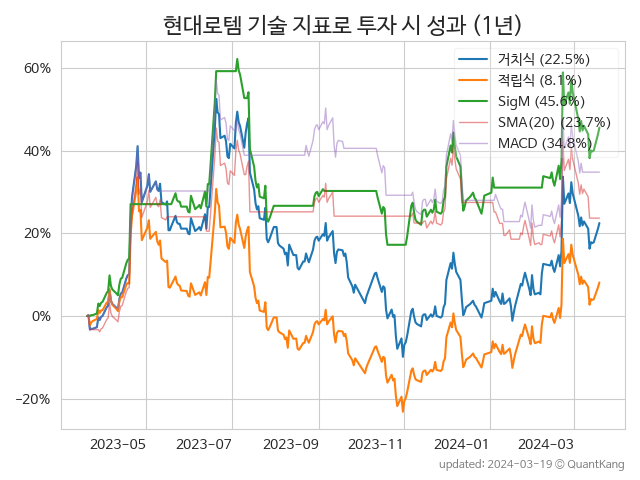 현대로템 기술 지표로 투자 시 성과 (1년)
거치식 (22.5%)
적립식 (8.1%)
SigM (45.6%)
SMA(20) (23.7%)
MACD (34.8%)
60%
40%
20%
0%
−20%
2023-05
2023-07
2023-09
2023-11
2024-01
2024-03
updated: 2024-03-19 © QuantKang